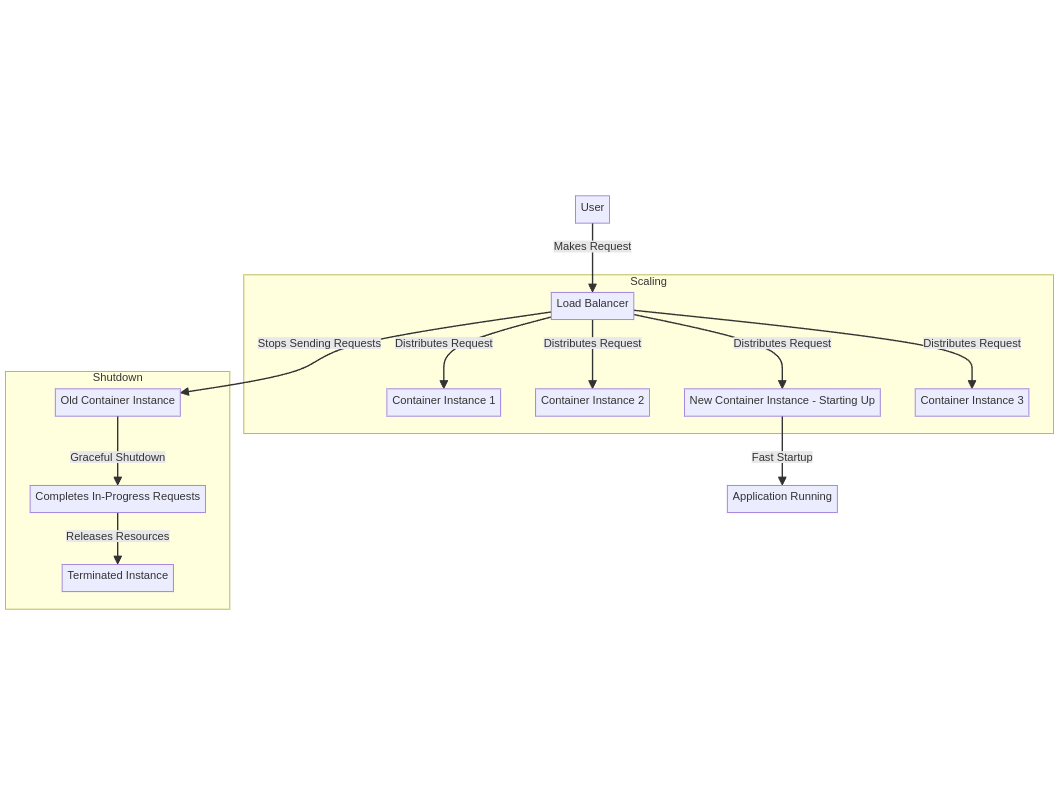 User
Makes Request
Scaling
Load Balancer
Stops Sending Requests
Distributes Request
Distributes Request
Distributes Request
Distributes Request
Shutdown
Old Container Instance
Container Instance 1
Container Instance 2
New Container Instance - Starting Up
Container Instance 3
Graceful Shutdown
Fast Startup
Completes In-Progress Requests
Application Running
Releases Resources
Terminated Instance